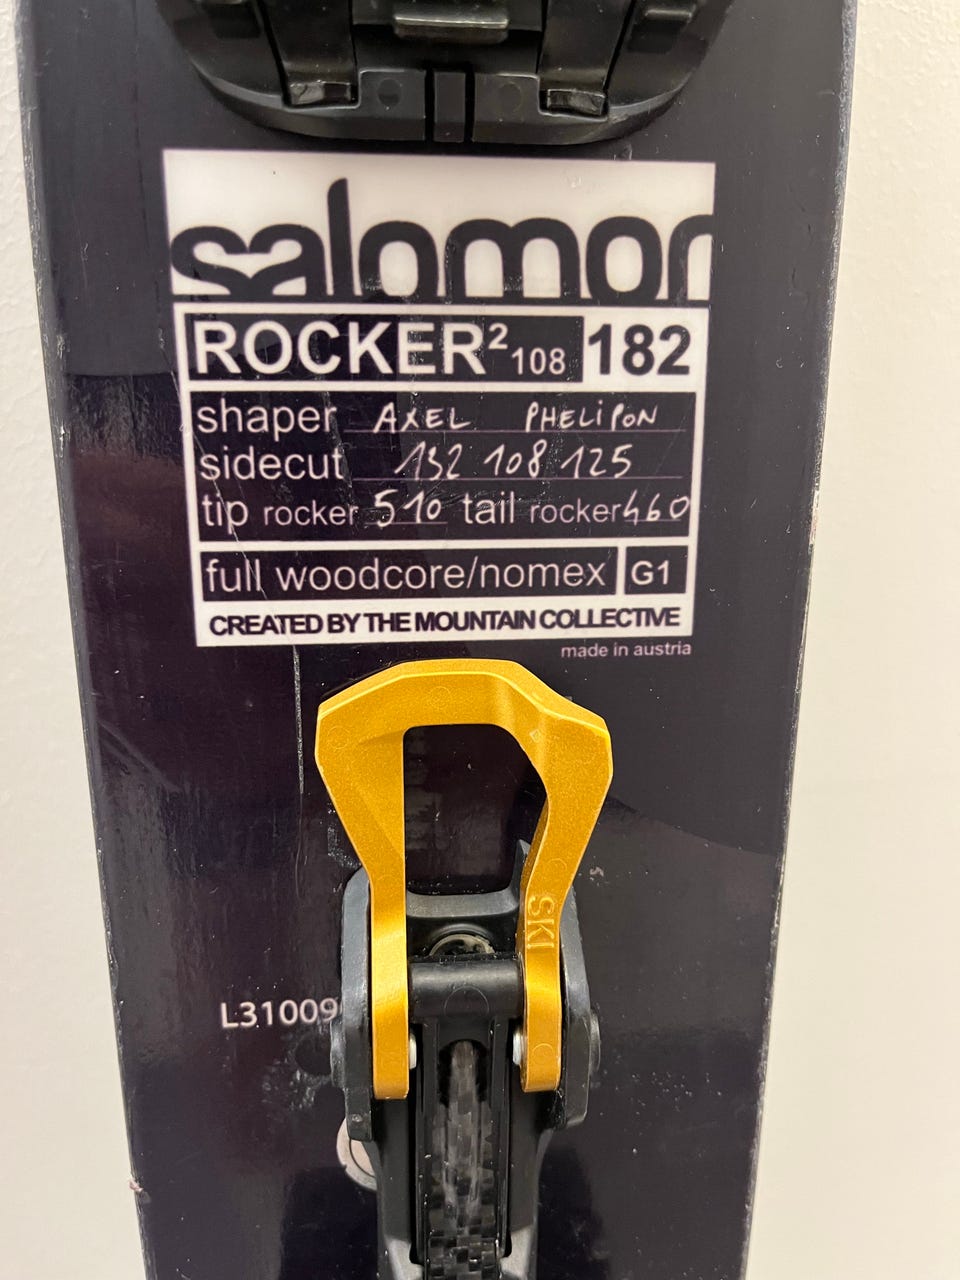 salomon
ROCKER² 108 182
shaper AXEL PHELIPON
sidecut 132 108 125
tip rocker 510 tail rocker 460
full woodcore/nomex G1
CREATED BY THE MOUNTAIN COLLECTIVE
made in austria
SKI
L31009